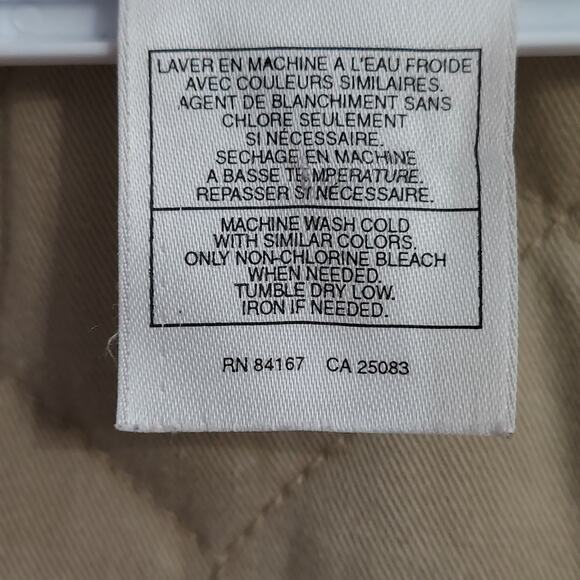 LAVER EN MACHINE A L'EAU FROIDE
AVEC COULEURS SIMILAIRES.
AGENT DE BLANCHIMENT SANS
CHLORE SEULEMENT
SI NÉCESSAIRE.
SECHAGE EN MACHINE
A BASSE TEMPERATURE.
REPASSER SI NECESSAIRE.
MACHINE WASH COLD
WITH SIMILAR COLORS.
ONLY NON-CHLORINE BLEACH
WHEN NEEDED.
TUMBLE DRY LOW.
IRON IF NEEDED.
RN 84167 CA 25083